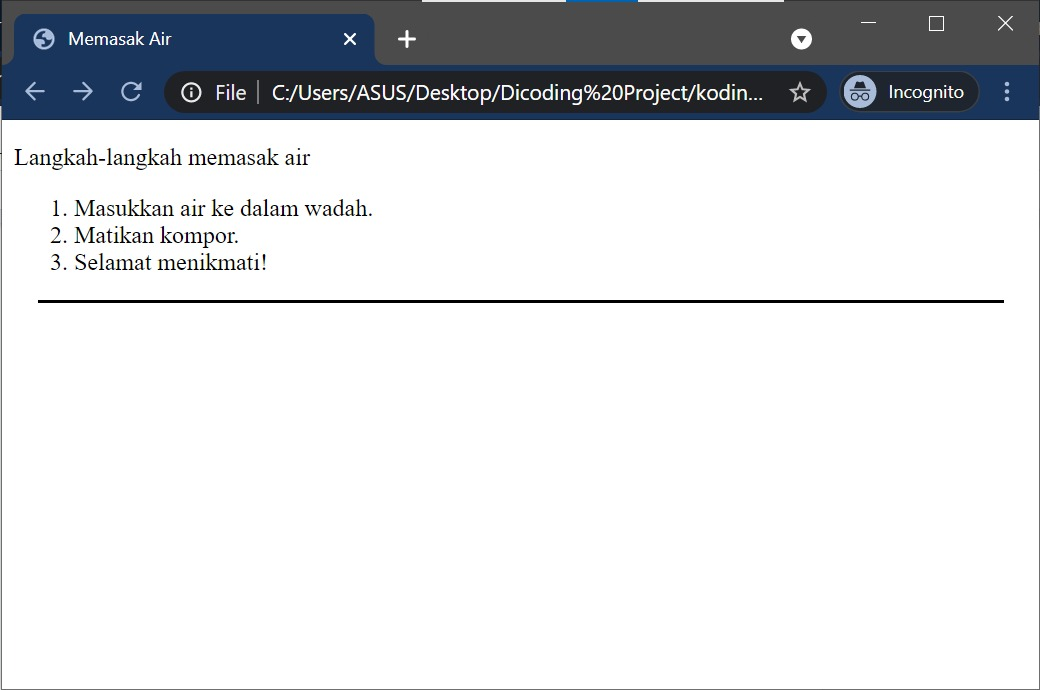 Memasak Air
File
C:/Users/ASUS/Desktop/Dicoding%20Project/kodin...
Incognito
Langkah-langkah memasak air
1. Masukkan air ke dalam wadah.
2. Matikan kompor.
3. Selamat menikmati!